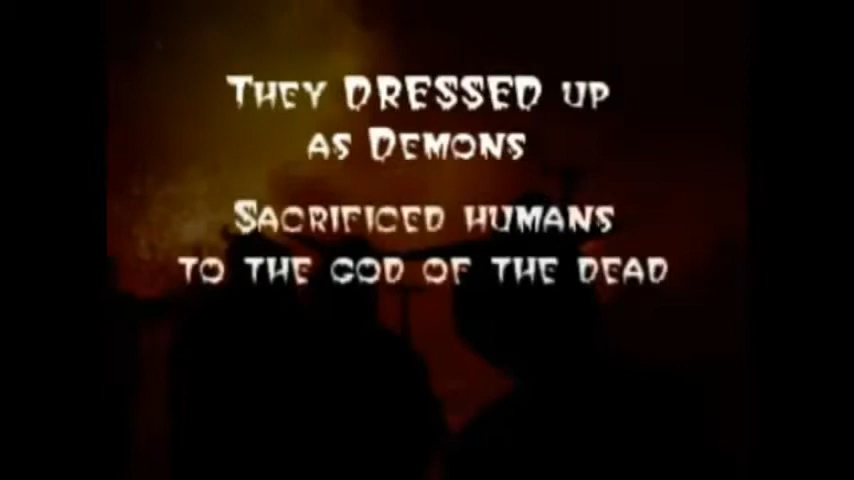 They DRESSED up
as Demons
Sacrificed humans
to the god of the dead